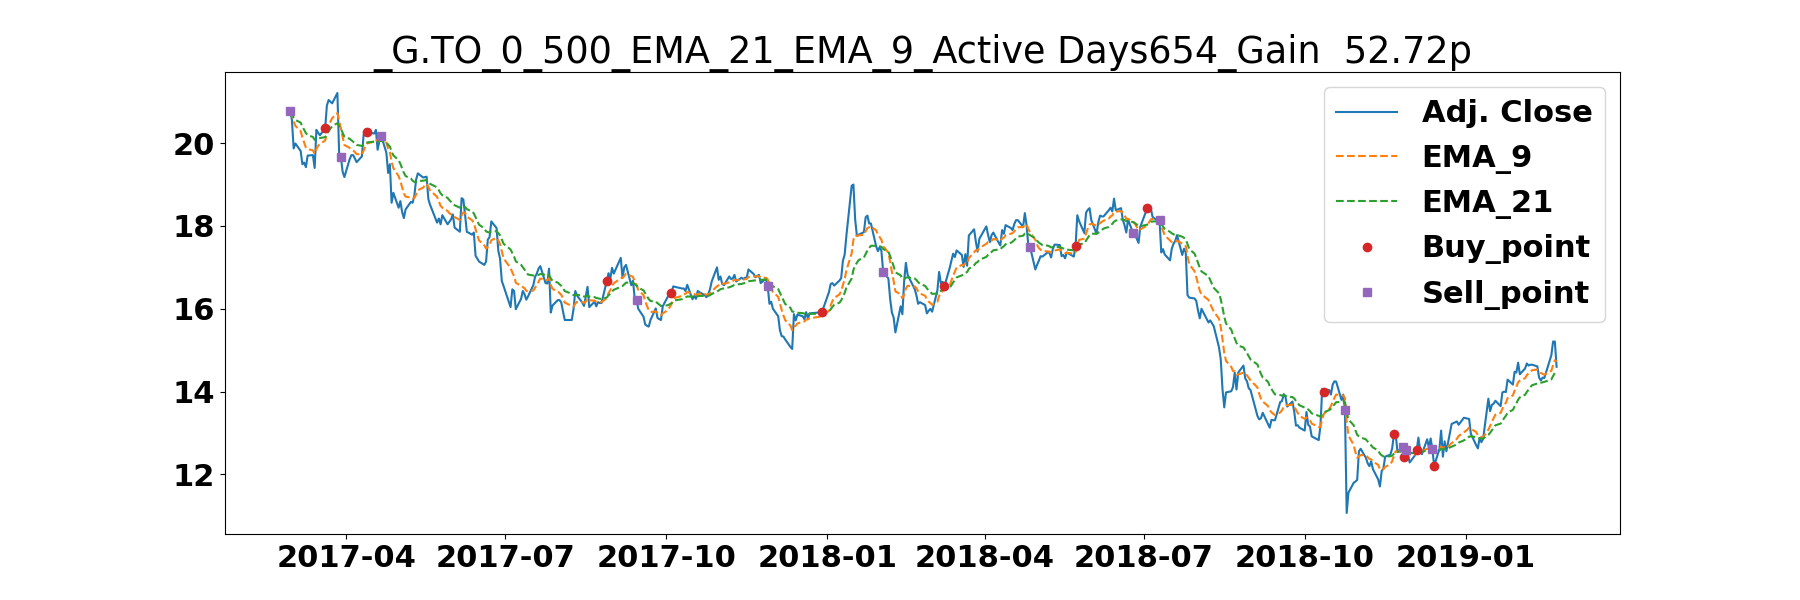 _G.TO_0_500_EMA_21_EMA_9_Active Days654_Gain  52.72p
Adj. Close
EMA_9
EMA_21
Buy_point
Sell_point
20
18
16
14
12
2017-04 2017-07 2017-10 2018-01 2018-04 2018-07 2018-10 2019-01